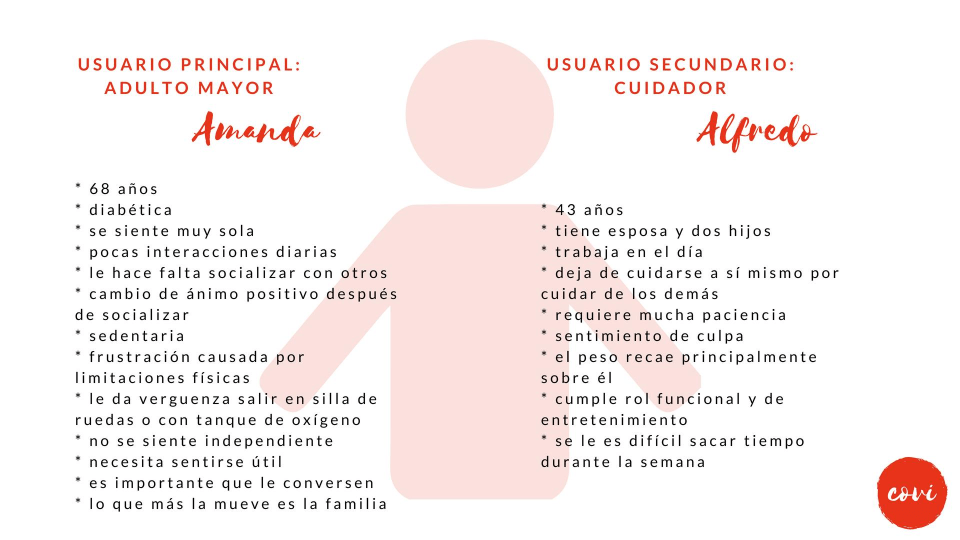 USUARIO PRINCIPAL:
ADULTO MAYOR
Amanda
* 68 años
* diabética
* se siente muy sola
* pocas interacciones diarias
* le hace falta socializar con otros
* cambio de ánimo positivo después
de socializar
* sedentaria
* frustración causada por
limitaciones físicas
* le da verguenza salir en silla de
ruedas o con tanque de oxígeno
* no se siente independiente
* necesita sentirse útil
* es importante que le conversen
* lo que más la mueve es la familia
USUARIO SECUNDARIO:
CUIDADOR
Alfredo
* 43 años
* tiene esposa y dos hijos
* trabaja en el día
* deja de cuidarse a sí mismo por
cuidar de los demás
* requiere mucha paciencia
* sentimiento de culpa
* el peso recae principalmente
sobre él
* cumple rol funcional y de
entretenimiento
* se le es difícil sacar tiempo
durante la semana
covi